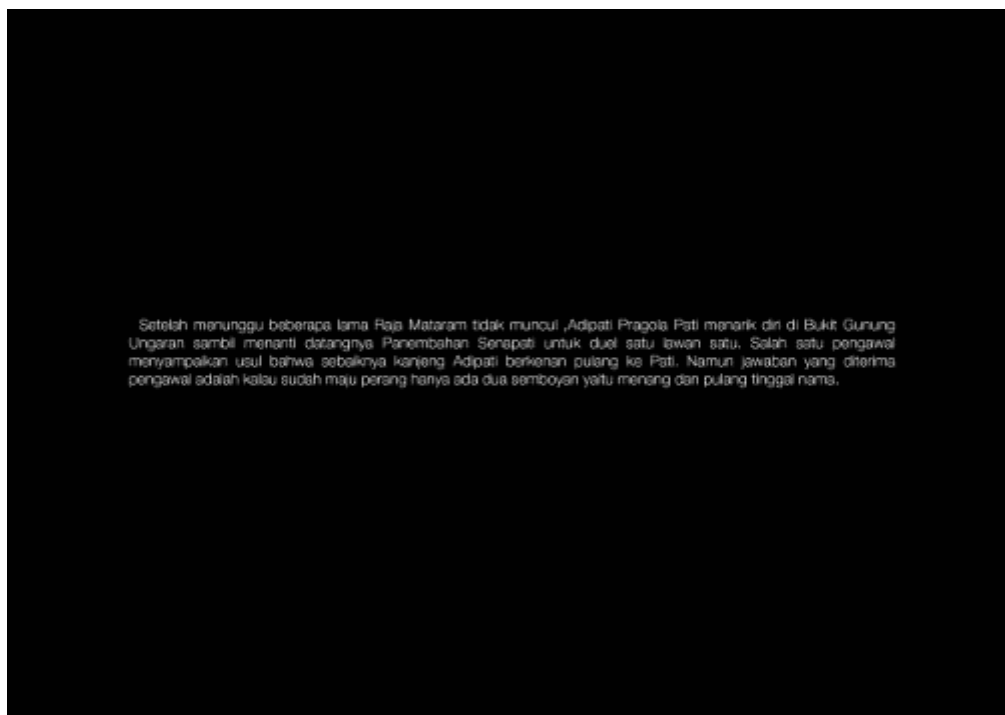 Setelah menunggu beberapa lama Raja Mataram tidak muncul ,Adipati Pragola Pati menarik diri di Bukit Gunung
Ungaran sambil menanti datangnya Panembahan Senapati untuk duel satu lawan satu. Salah satu pengawal
menyampaikan usul bahwa sebaiknya kanjeng Adipati berkenan pulang ke Pati. Namun jawaban yang diterima
pengawal adalah kalau sudah maju perang hanya ada dua semboyan yaitu menang dan pulang tinggal nama.